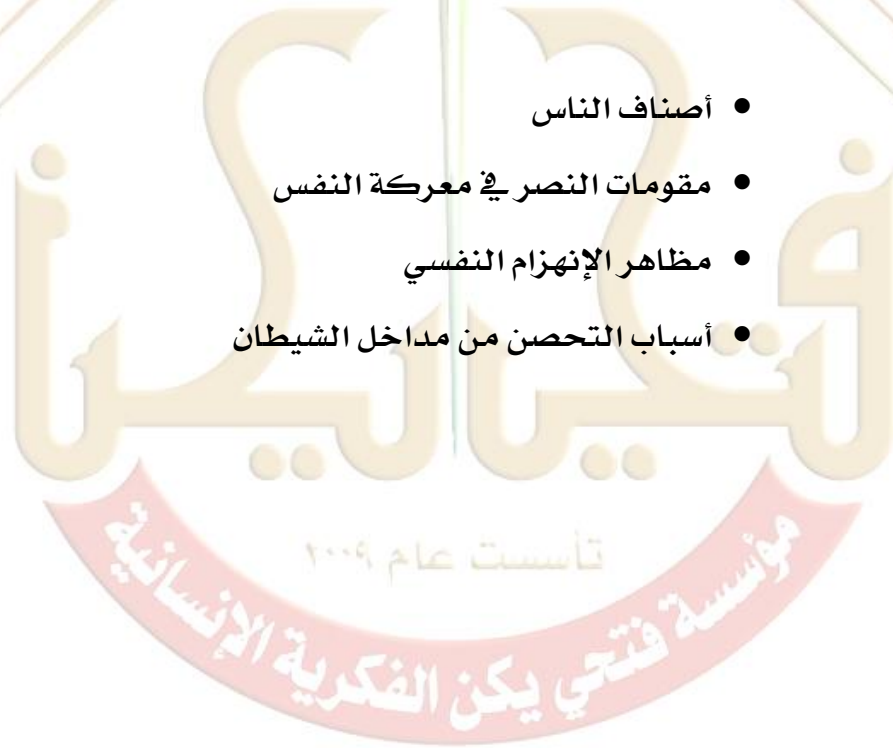 • أصناف الناس
• مقومات النصر في معركة النفس
• مظاهر الإنهزام النفسي
• أسباب التحصن من مداخل الشيطان
تأسست عام ٢٠٠٩
مؤسسة فتحي يكن الفكرية الإنسانية